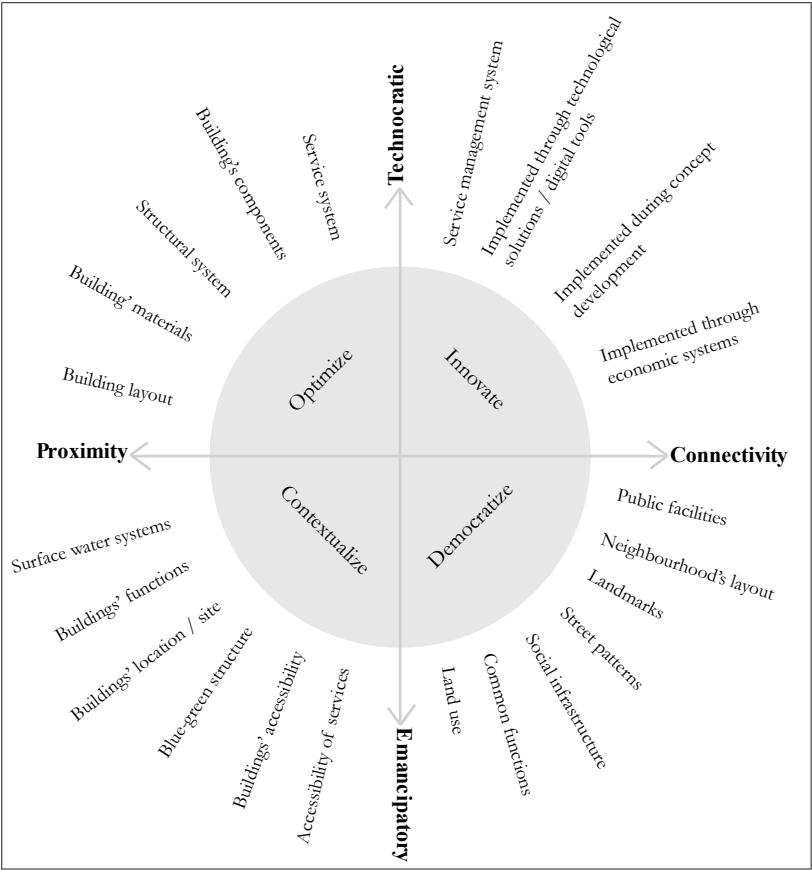 Technocratic
Service management system
Implemented through technological
solutions / digital tools
Implemented during concept
development
Implemented through
economic systems
Connectivity
Public facilities
Neighbourhood's layout
Landmarks
Street patterns
Social infrastructure
Common functions
Land use
Emancipatory
Accessibility of services
Buildings' accessibility
Blue-green structure
Buildings' location / site
Buildings' functions
Surface water systems
Proximity
Building layout
Building' materials
Structural system
Building's components
Service system
Optimize
Innovate
Contextualize
Democratize